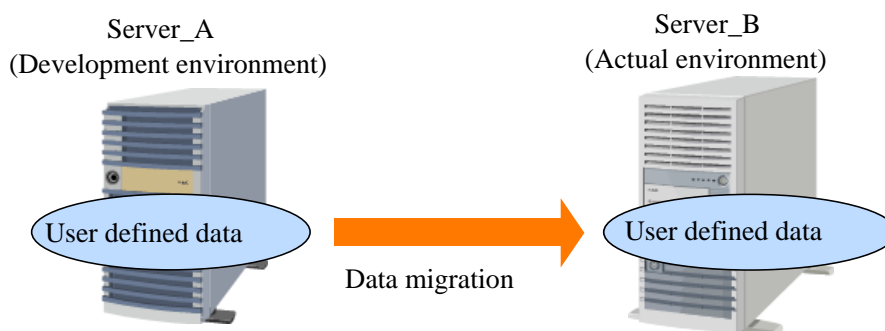 Server_A
(Development environment)
Server_B
(Actual environment)
User defined data
User defined data
Data migration